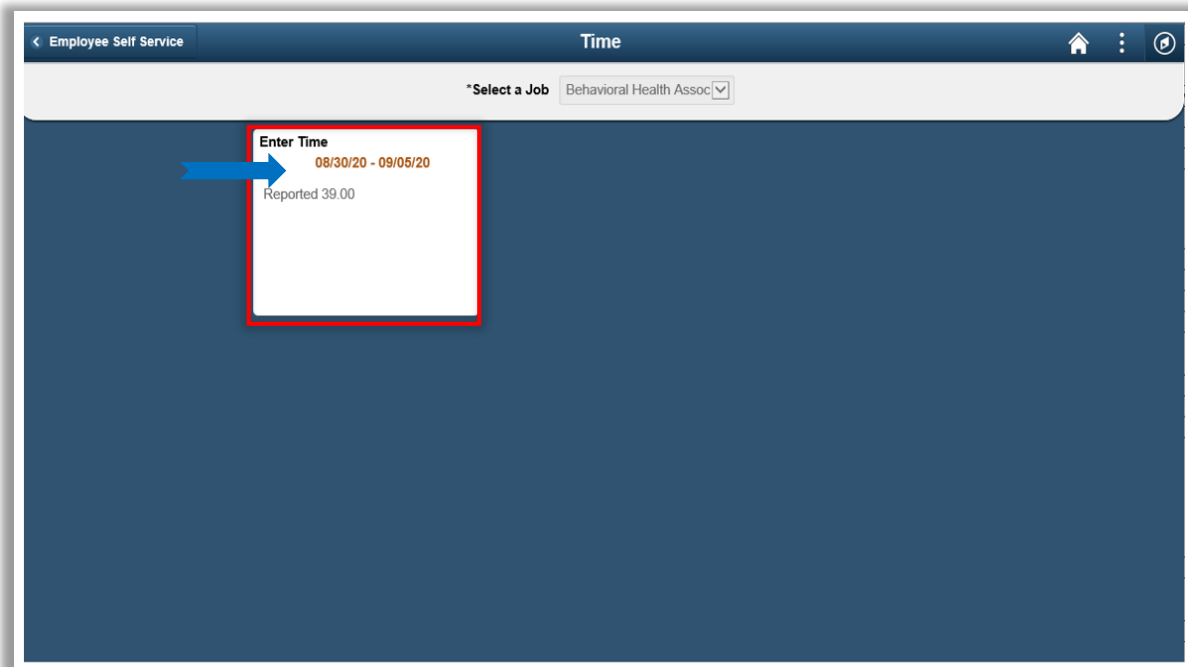 Employee Self Service
Time
*Select a Job Behavioral Health Assoc
Enter Time
08/30/20 - 09/05/20
Reported 39.00